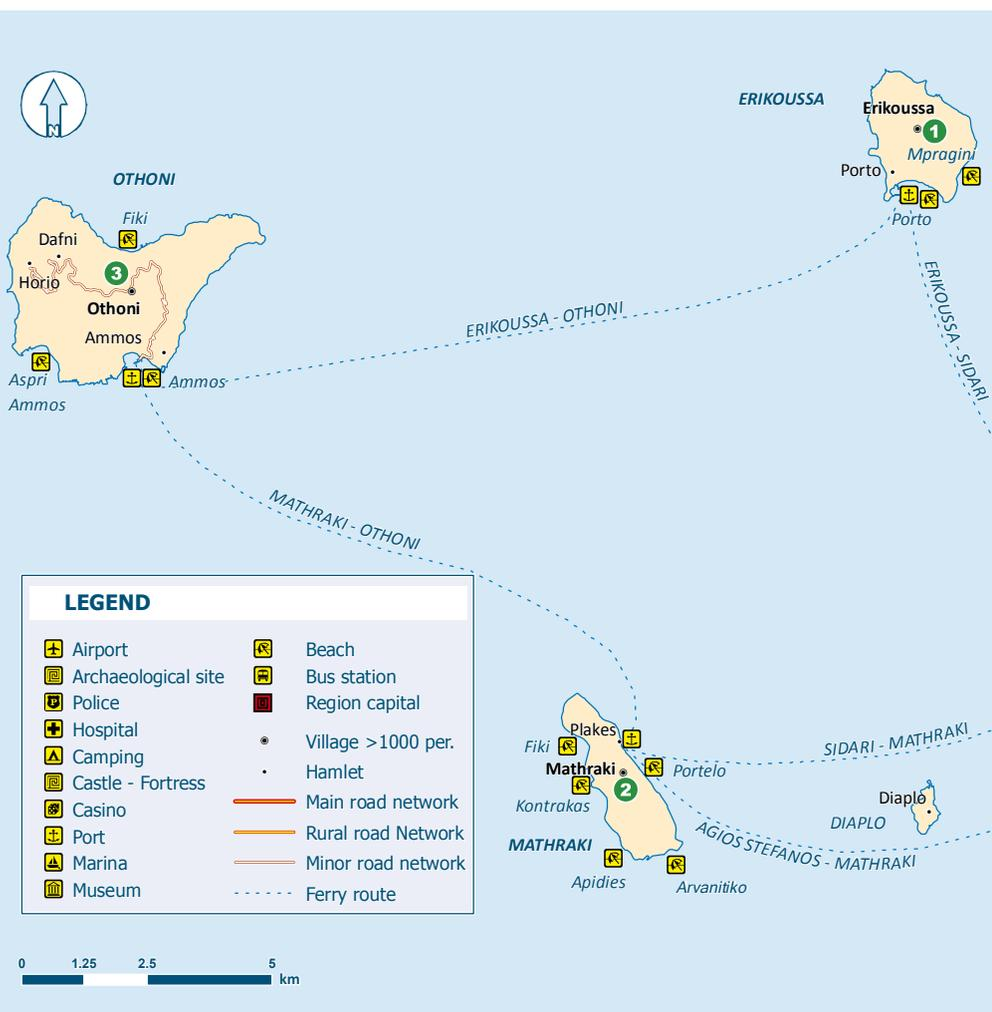 ERIKOUSSA
Erikoussa
1
Mpragini
Porto
Porto
OTHONI
Fiki
Dafni
3
Horio
Othoni
Ammos
Aspri
Ammos
Ammos
ERIKOUSSA - OTHONI
ERIKOUSSA - SIDARI
MATHRAKI - OTHONI
LEGEND
Airport
Archaeological site
Police
Hospital
Camping
Castle - Fortress
Casino
Port
Marina
Museum
Beach
Bus station
Region capital
Village >1000 per.
Hamlet
Main road network
Rural road Network
Minor road network
Ferry route
Plakes
Fiki
Mathraki
Portelo
2
Kontrakas
MATHRAKI
Apidies
Arvanitiko
SIDARI - MATHRAKI
Diaplo
DIAPLO
AGIOS STEFANOS - MATHRAKI
0 1.25 2.5 5
km
N